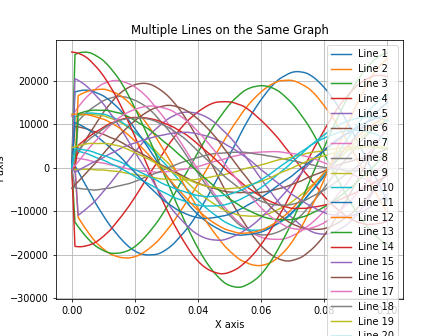 Multiple Lines on the Same Graph
20000
10000
0
−10000
−20000
−30000
0.00
0.02
0.04
0.06
0.08
X axis
axis
Line 1
Line 2
Line 3
Line 4
Line 5
Line 6
Line 7
Line 8
Line 9
Line 10
Line 11
Line 12
Line 13
Line 14
Line 15
Line 16
Line 17
Line 18
Line 19
Line 20